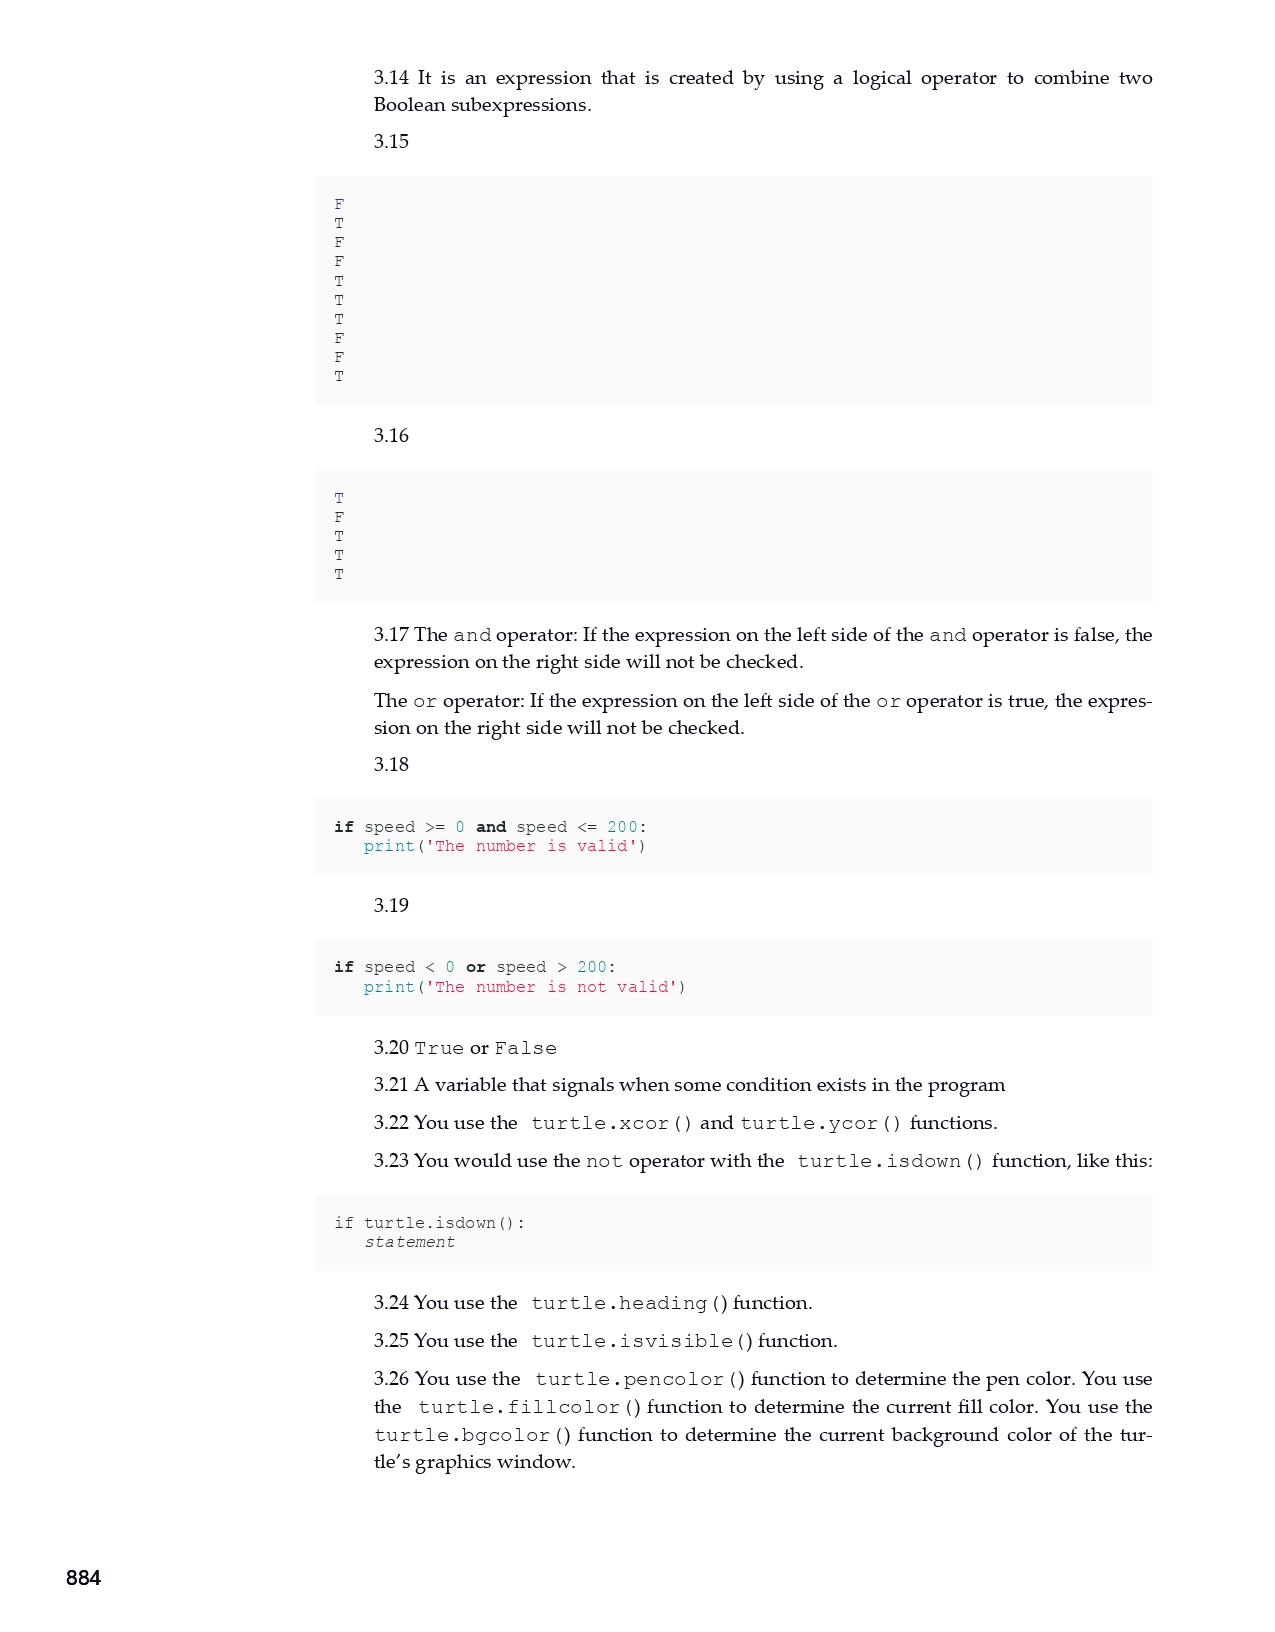 3.14 It is an expression that is created by using a logical operator to combine two
Boolean subexpressions.
3.15
F
T
F
F
T
T
T
F
F
T
3.16
T
F
T
T
T
3.17 The and operator: If the expression on the left side of the and operator is false, the
expression on the right side will not be checked.
The or operator: If the expression on the left side of the or operator is true, the expres-
sion on the right side will not be checked.
3.18
if speed >= 0 and speed <= 200:
   print('The number is valid')
3.19
if speed < 0 or speed > 200:
   print('The number is not valid')
3.20 True or False
3.21 A variable that signals when some condition exists in the program
3.22 You use the turtle.xcor() and turtle.ycor() functions.
3.23 You would use the not operator with the turtle.isdown() function, like this:
if turtle.isdown():
   statement
3.24 You use the turtle.heading() function.
3.25 You use the turtle.isvisible() function.
3.26 You use the turtle.pencolor() function to determine the pen color. You use
the turtle.fillcolor() function to determine the current fill color. You use the
turtle.bgcolor() function to determine the current background color of the tur-
tle’s graphics window.
884